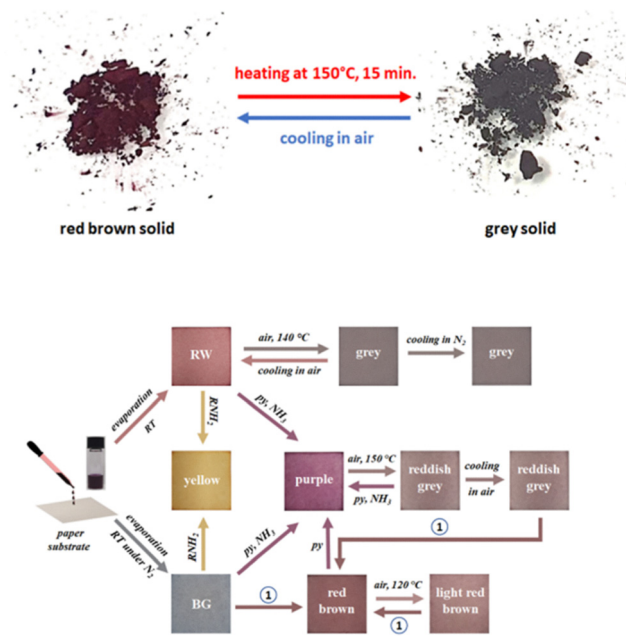 heating at 150°C, 15 min.
cooling in air
red brown solid
grey solid
RW
air, 140 °C
cooling in air
grey
cooling in N₂
grey
evaporation
RT
RNH₂
py, NH₃
paper
substrate
yellow
purple
air, 150 °C
py, NH₃
reddish
grey
cooling
in air
reddish
grey
evaporation
RT under N₂
RNH₂
py, NH₃
py
①
BG
①
red
brown
air, 120°C
①
light red
brown